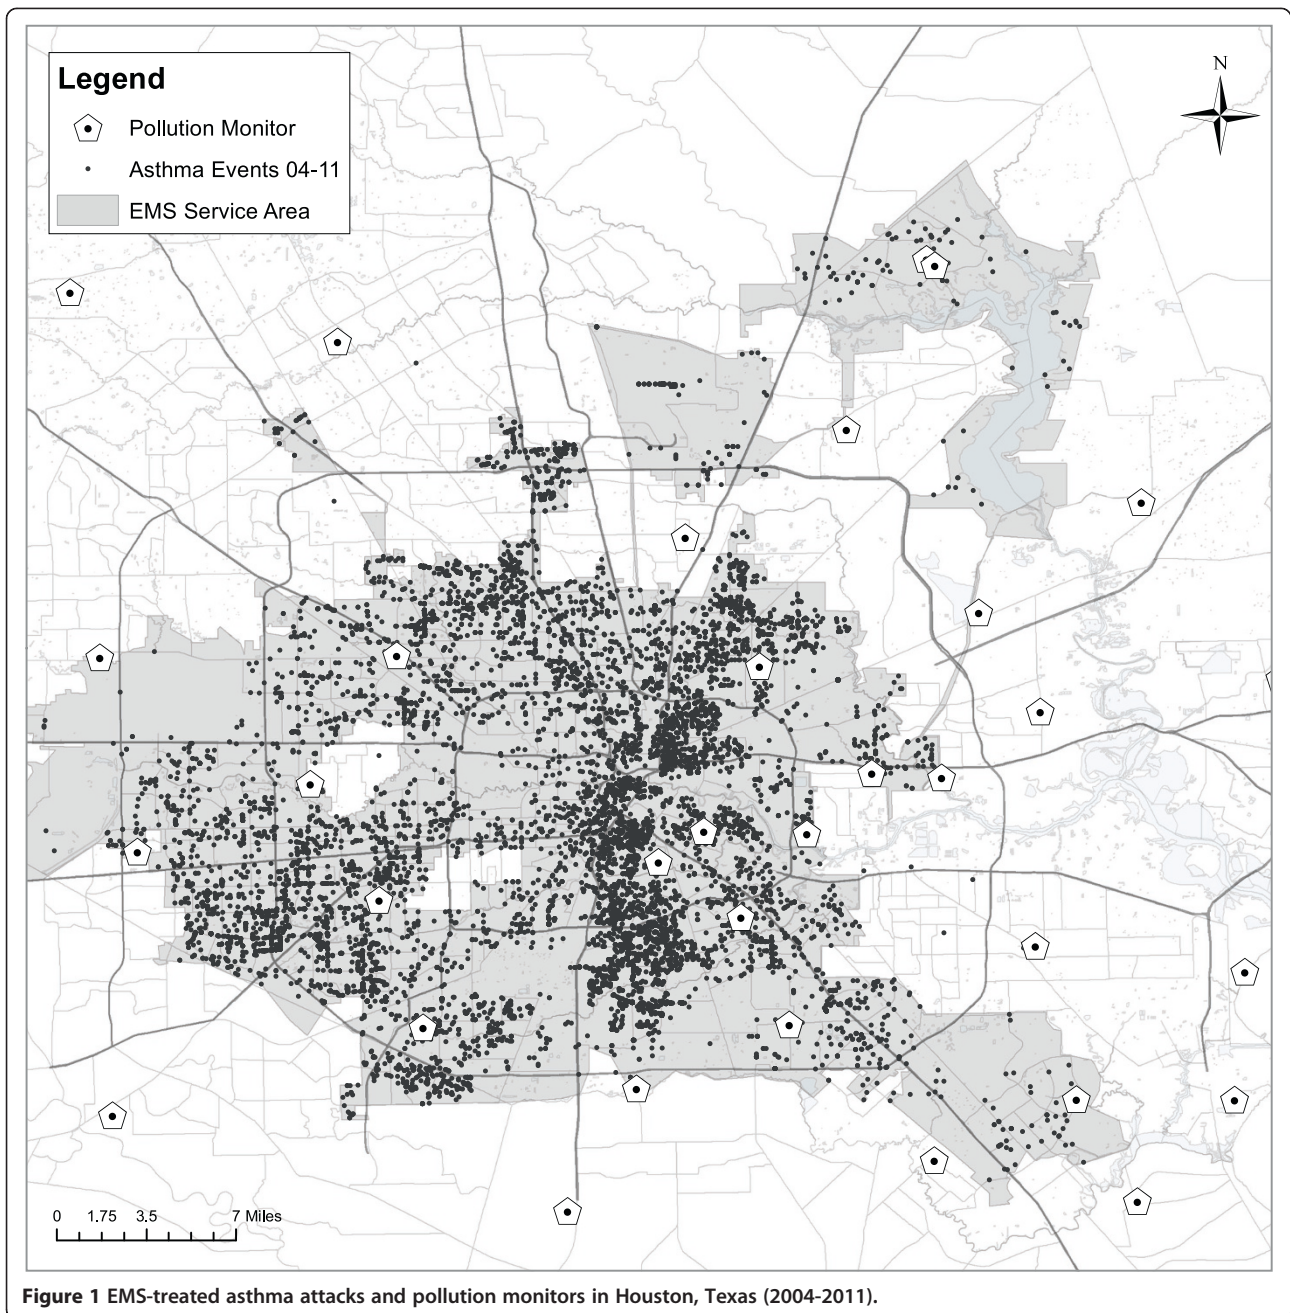 Legend
Pollution Monitor
Asthma Events 04-11
EMS Service Area
N
0 1.75 3.5 7 Miles
Figure 1 EMS-treated asthma attacks and pollution monitors in Houston, Texas (2004-2011).